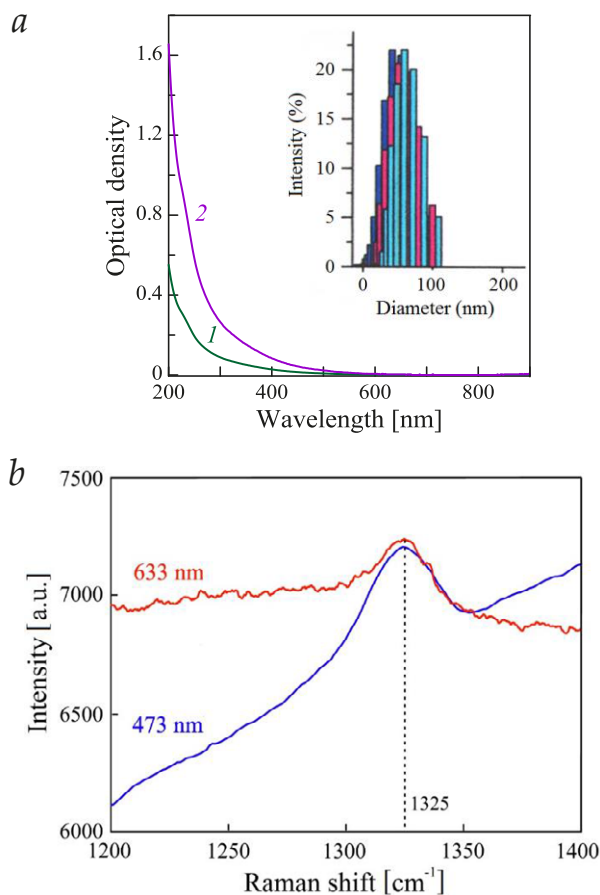 a
1.6
1.2
0.8
0.4
0
Optical density
2
1
200
400
600
800
Wavelength [nm]
20
15
10
5
0
Intensity (%)
0
100
200
Diameter (nm)
b
7500
7000
6500
6000
Intensity [a.u.]
633 nm
473 nm
1325
1200
1250
1300
1350
1400
Raman shift [cm⁻¹]